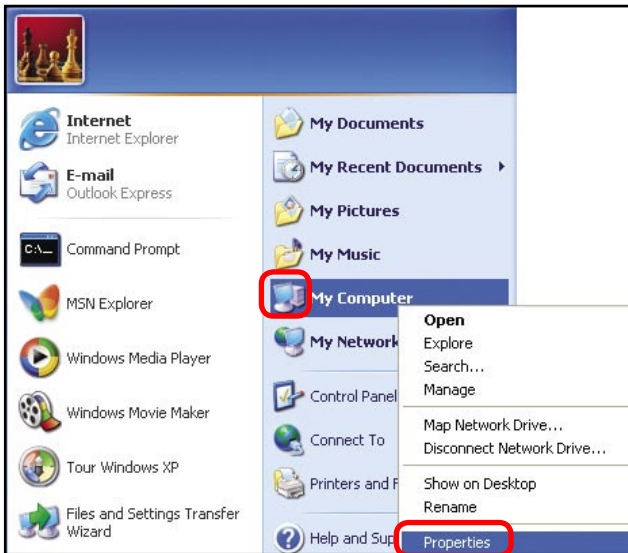 Internet
Internet Explorer
E-mail
Outlook Express
C:\_
Command Prompt
MSN Explorer
Windows Media Player
Windows Movie Maker
Tour Windows XP
Files and Settings Transfer
Wizard
My Documents
My Recent Documents
My Pictures
My Music
My Computer
My Network
Control Panel
Connect To
Printers and F
Help and Sup
Open
Explore
Search...
Manage
Map Network Drive...
Disconnect Network Drive...
Show on Desktop
Rename
Properties